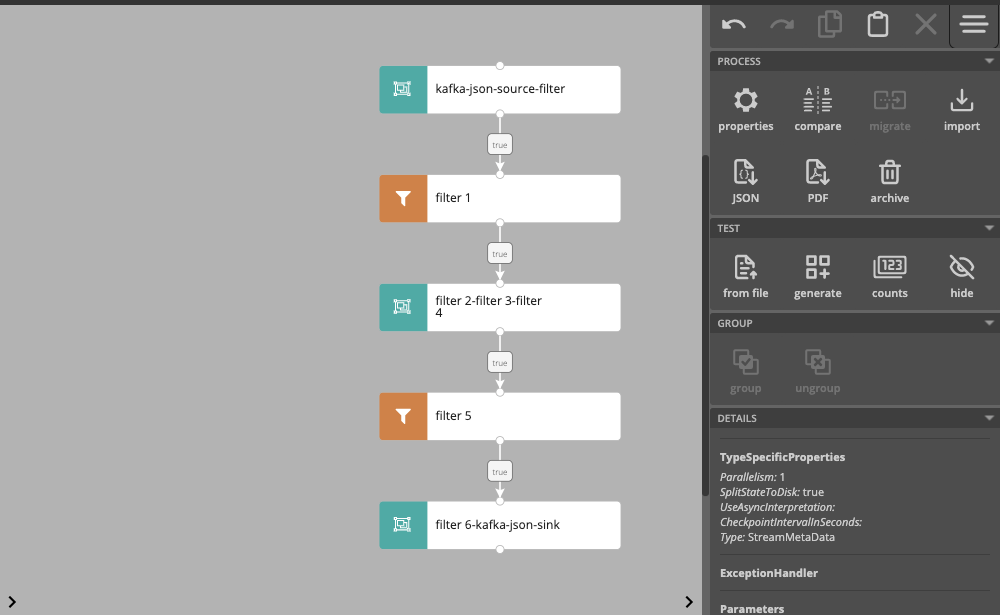 kafka-json-source-filter
true
filter 1
true
filter 2-filter 3-filter
4
true
filter 5
true
filter 6-kafka-json-sink
PROCESS
properties
A B
compare
migrate
import
{}
JSON
PDF
archive
TEST
from file
generate
123
counts
hide
GROUP
group
ungroup
DETAILS
TypeSpecificProperties
Parallelism: 1
SplitStateToDisk: true
UseAsyncInterpretation:
CheckpointIntervalInSeconds:
Type: StreamMetaData
ExceptionHandler
Parameters